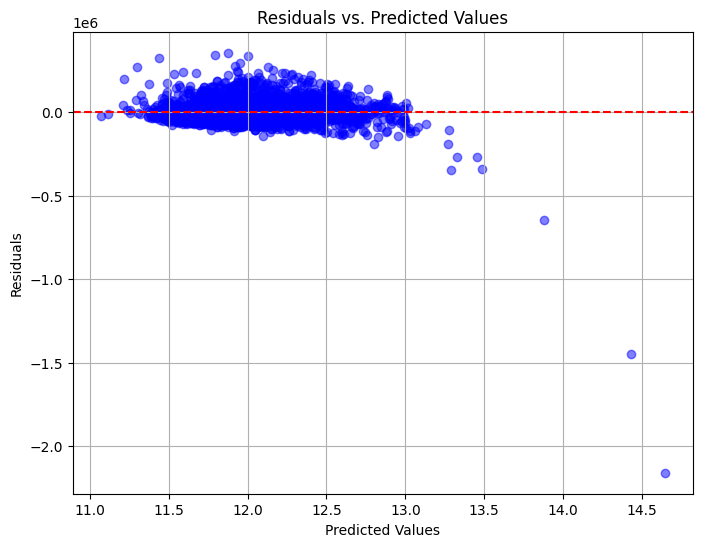 Residuals vs. Predicted Values
1e6
0.0
−0.5
−1.0
−1.5
−2.0
Residuals
11.0 11.5 12.0 12.5 13.0 13.5 14.0 14.5
Predicted Values